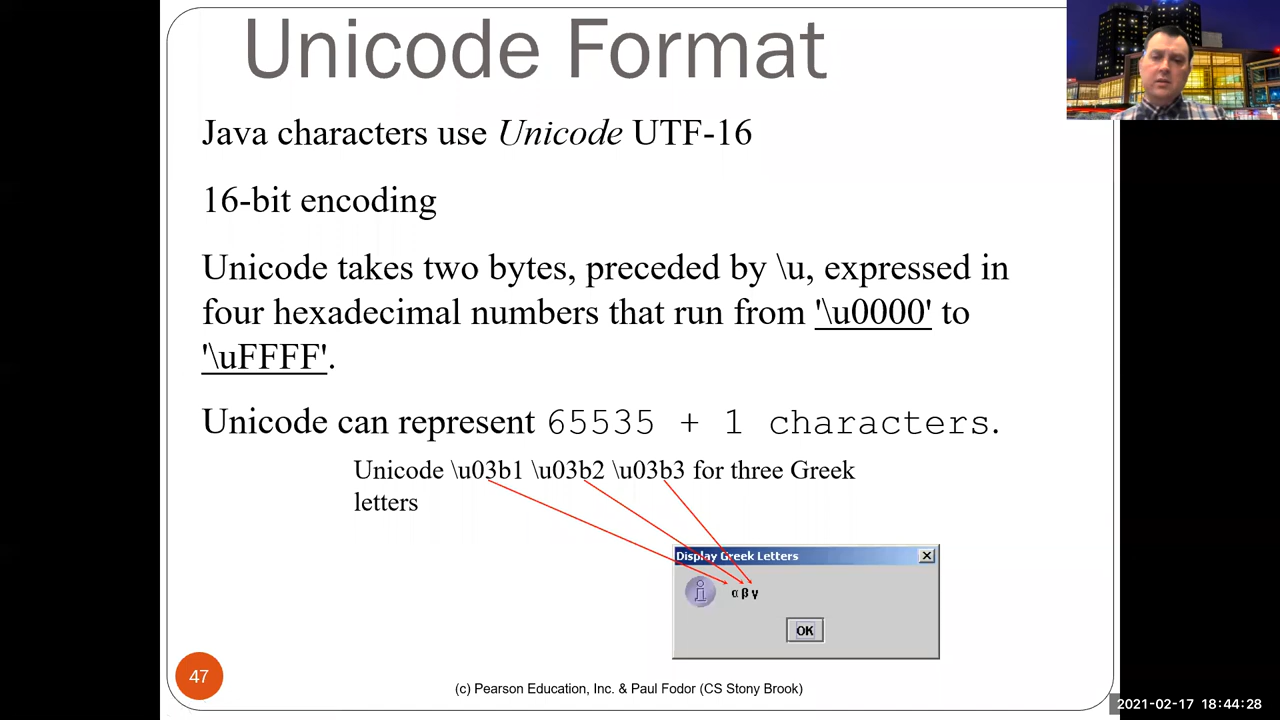 Unicode Format
Java characters use Unicode UTF-16
16-bit encoding
Unicode takes two bytes, preceded by \u, expressed in
four hexadecimal numbers that run from '\u0000' to
'\uFFFF'.
Unicode can represent 65535 + 1 characters.
Unicode \u03b1 \u03b2 \u03b3 for three Greek
letters
Display Greek Letters
α β γ
OK
47
(c) Pearson Education, Inc. & Paul Fodor (CS Stony Brook)
2021-02-17 18:44:28